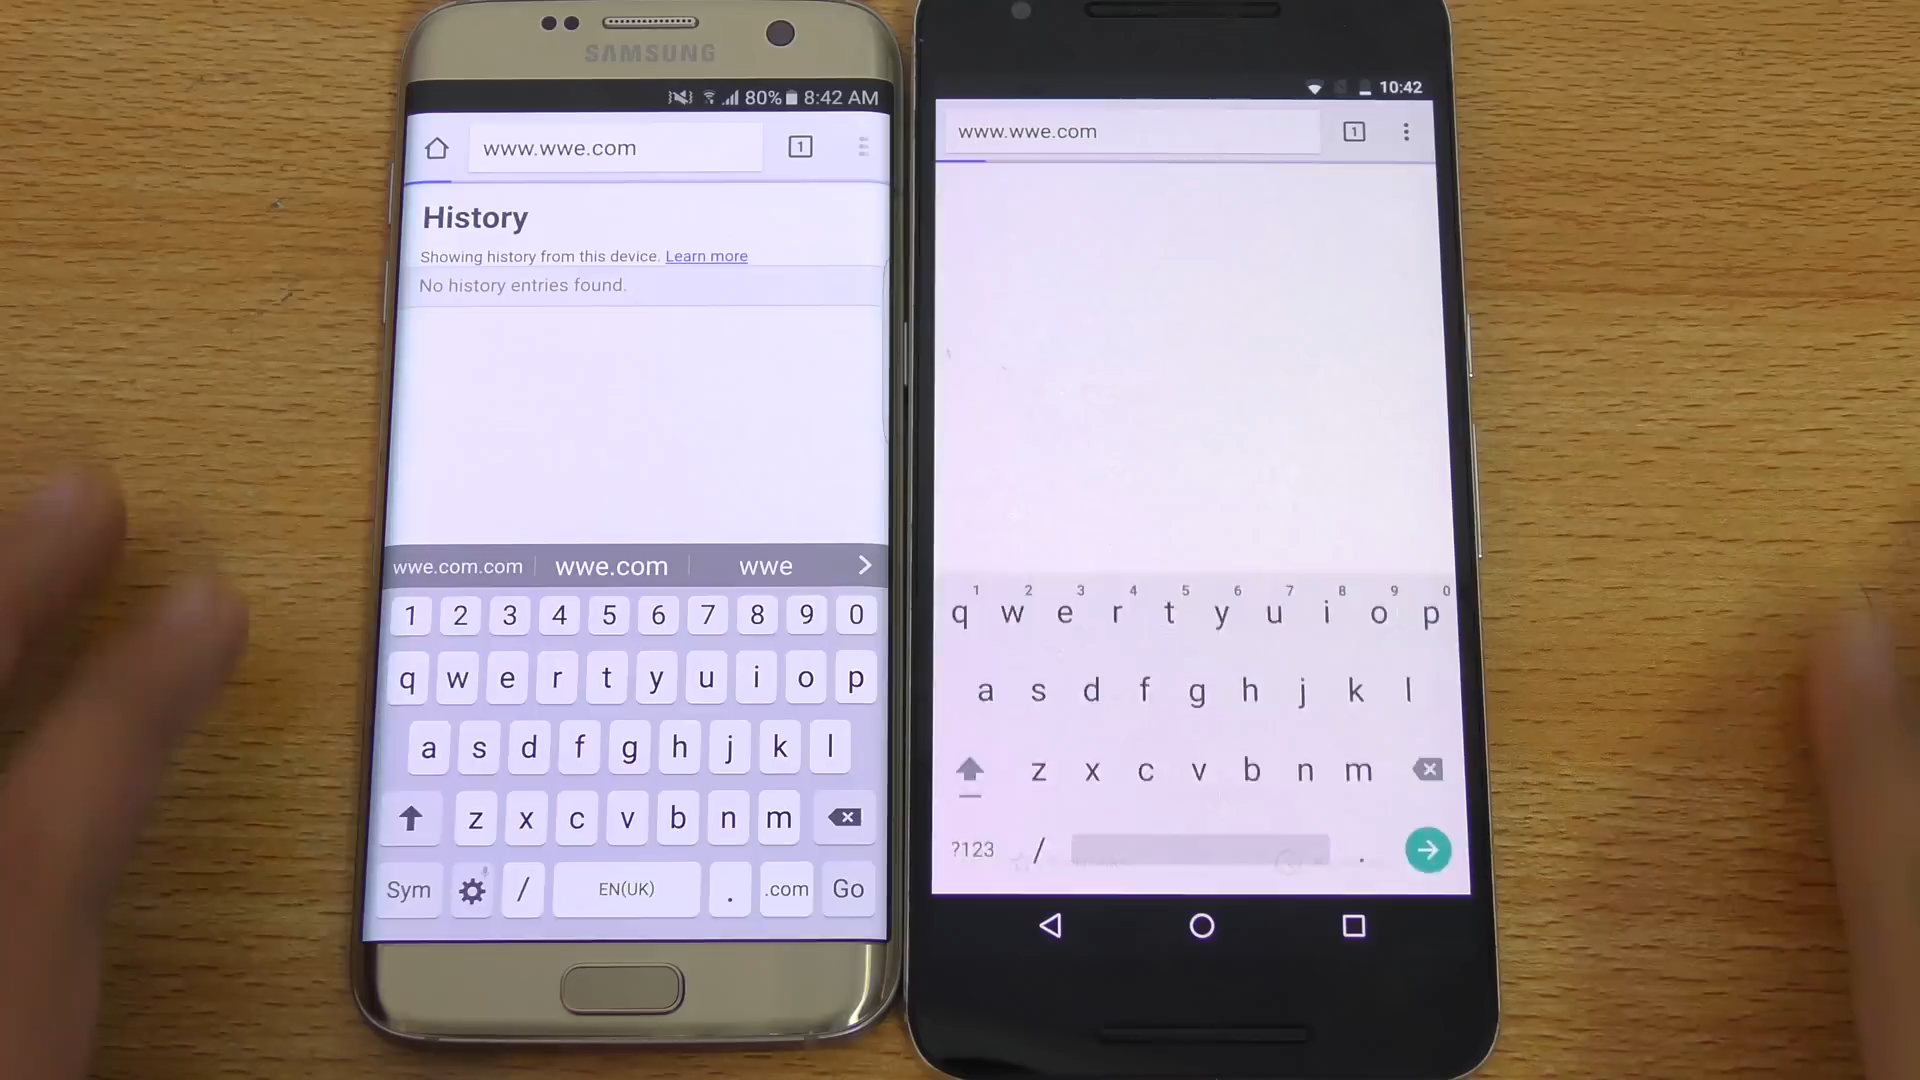 SAMSUNG
80% 8:42 AM
www.wwe.com
1
History
Showing history from this device. Learn more
No history entries found.
wwe.com.com wwe.com wwe
1 2 3 4 5 6 7 8 9 0
q w e r t y u i o p
a s d f g h j k l
z x c v b n m
Sym / EN(UK) . .com Go
10:42
www.wwe.com
1
1 2 3 4 5 6 7 8 9 0
q w e r t y u i o p
a s d f g h j k l
z x c v b n m
?123 / .